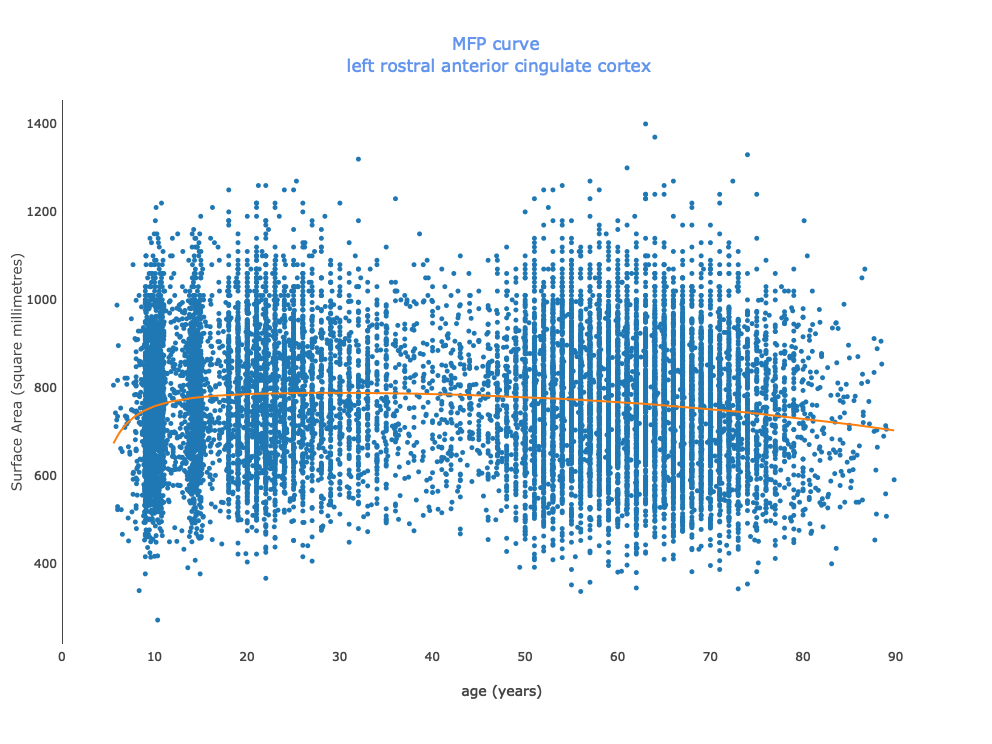 MFP curve
left rostral anterior cingulate cortex
Surface Area (square millimetres)
1400
1200
1000
800
600
400
0 10 20 30 40 50 60 70 80 90
age (years)